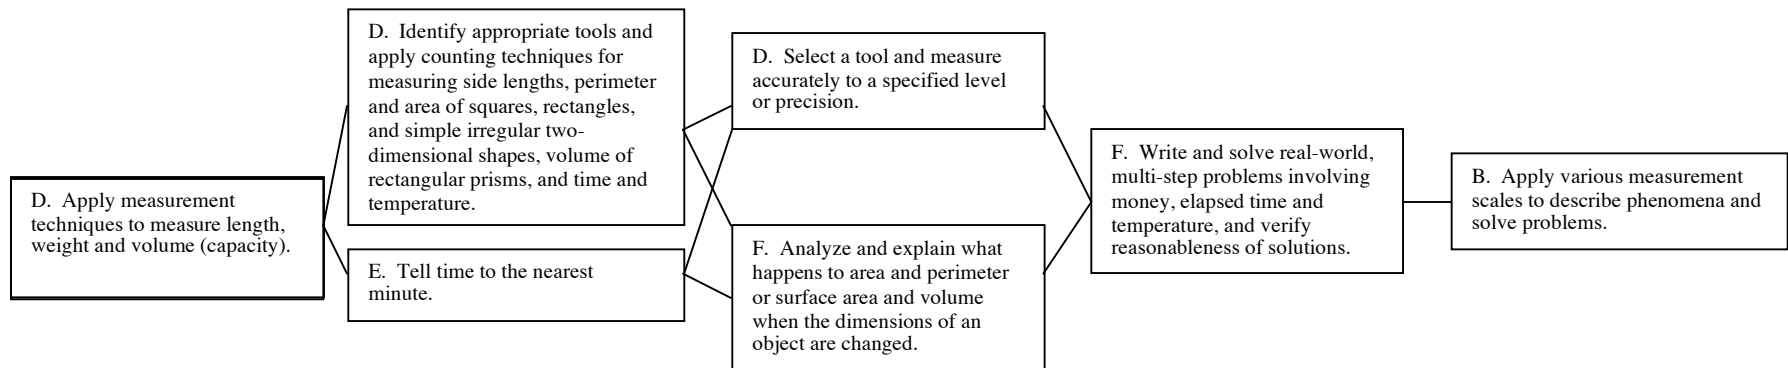 D. Apply measurement
techniques to measure length,
weight and volume (capacity).
D. Identify appropriate tools and
apply counting techniques for
measuring side lengths, perimeter
and area of squares, rectangles,
and simple irregular two-
dimensional shapes, volume of
rectangular prisms, and time and
temperature.
E. Tell time to the nearest
minute.
D. Select a tool and measure
accurately to a specified level
or precision.
F. Analyze and explain what
happens to area and perimeter
or surface area and volume
when the dimensions of an
object are changed.
F. Write and solve real-world,
multi-step problems involving
money, elapsed time and
temperature, and verify
reasonableness of solutions.
B. Apply various measurement
scales to describe phenomena and
solve problems.